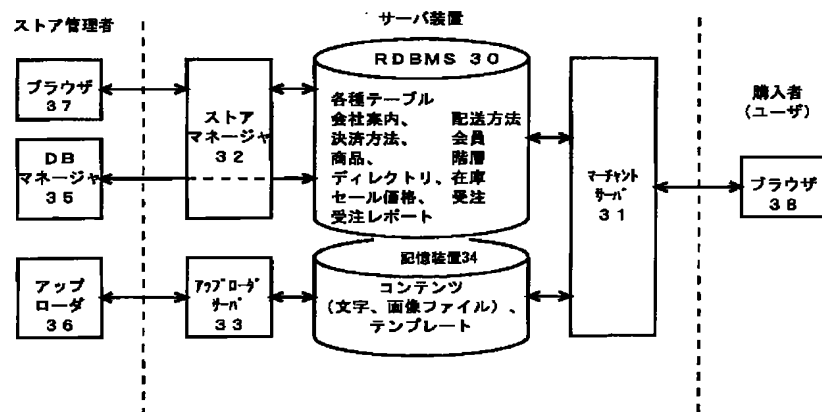 ストア管理者
サーバ装置
購入者
(ユーザ)
ブラウザ
37
DB
マネージャ
35
アップ
ローダ
36
ストア
マネージャ
32
アップローダ
サーバ
33
RDBMS 30
各種テーブル
会社案内、 配送方法
決済方法、 会員
商品、 階層
ディレクトリ、在庫
セール価格、 受注
受注レポート
記憶装置34
コンテンツ
(文字、画像ファイル)、
テンプレート
マーチャント
サーバ
31
ブラウザ
38